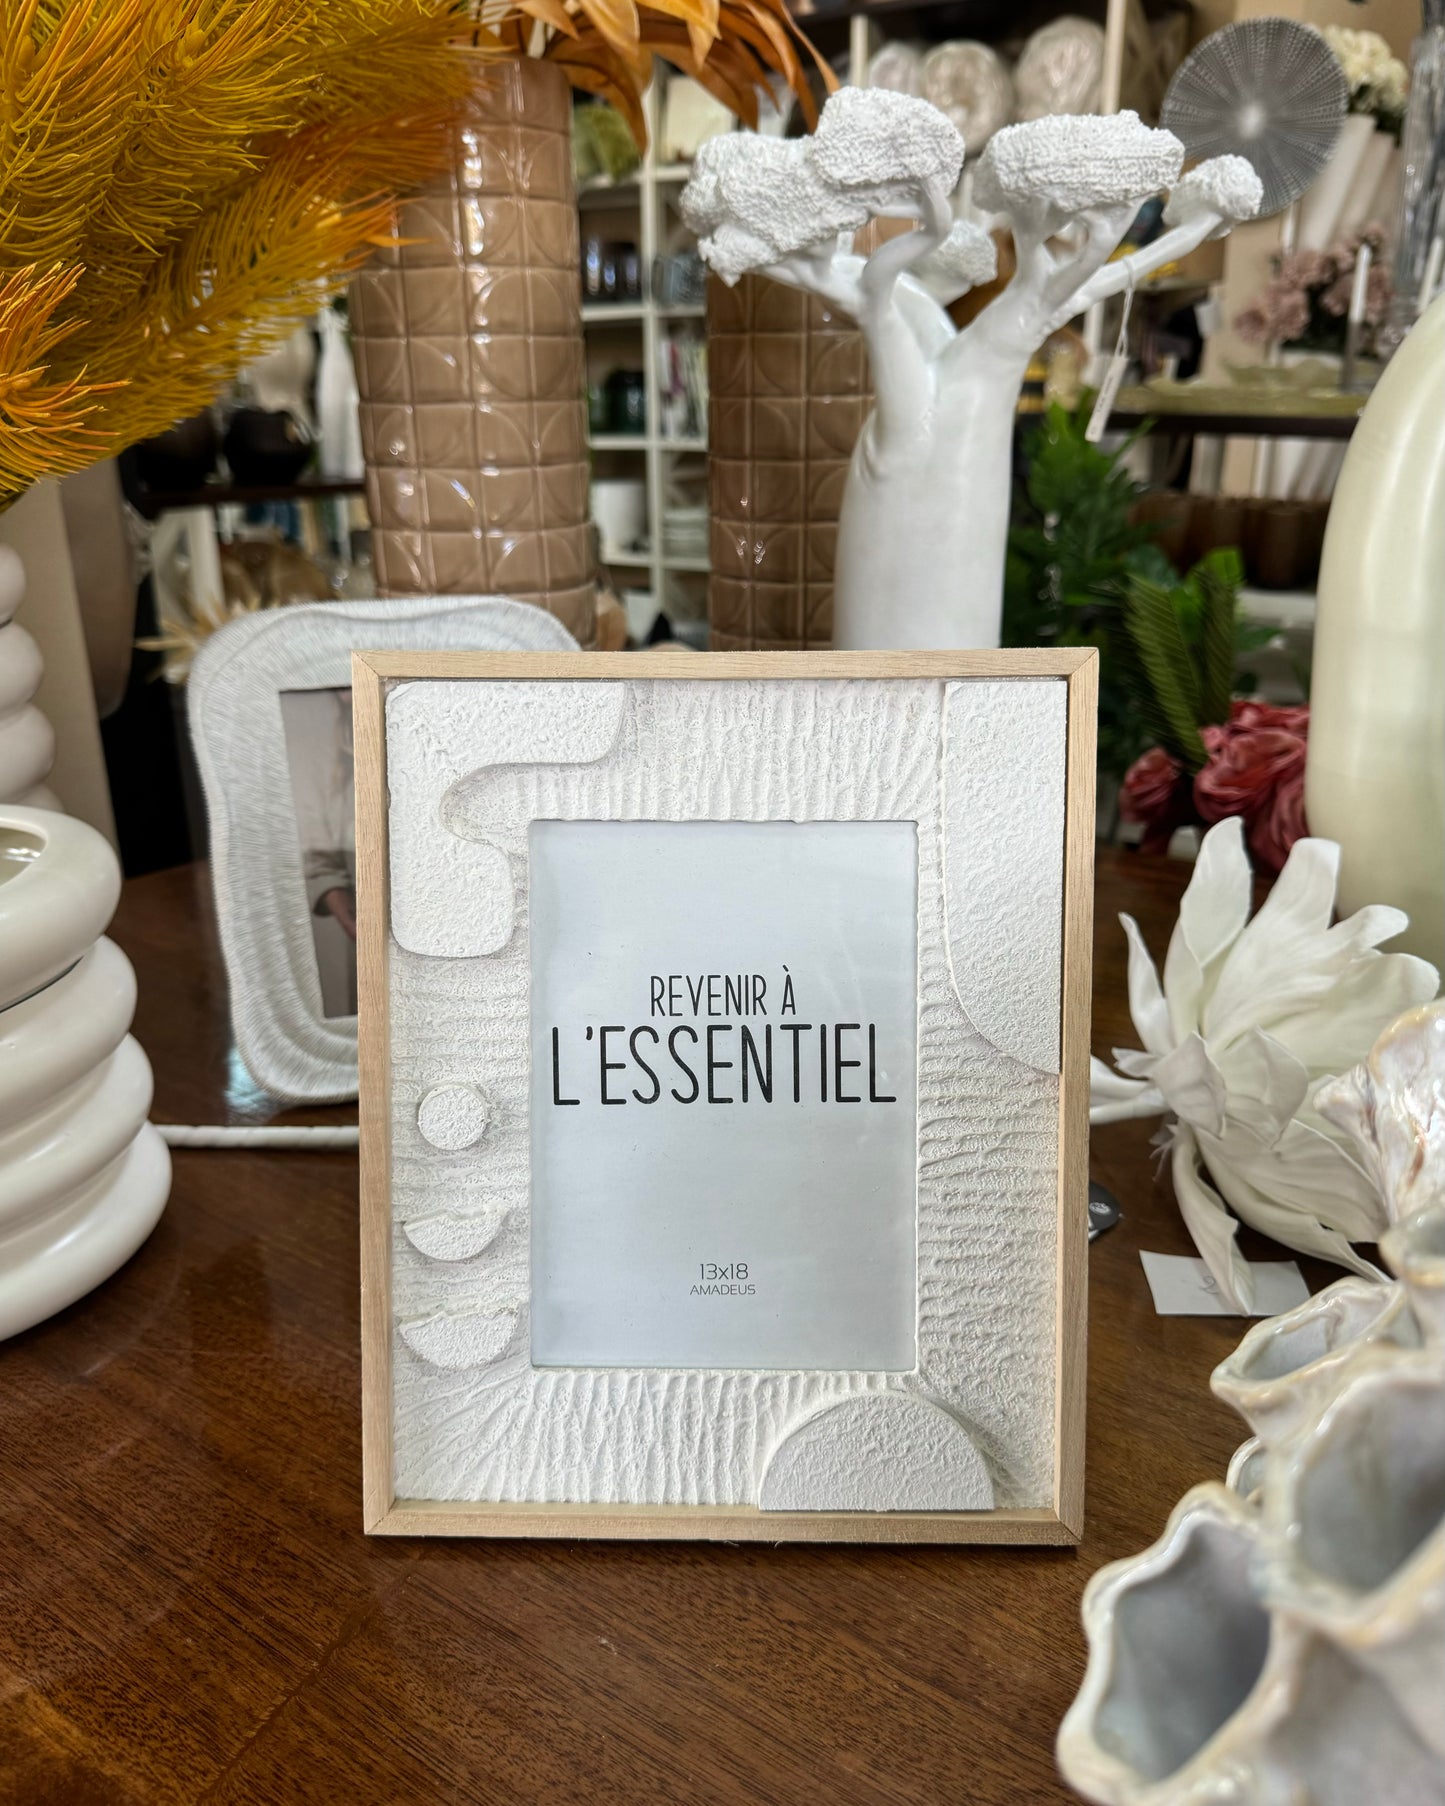 REVENIR À
L'ESSENTIEL
13x18
AMADEUS